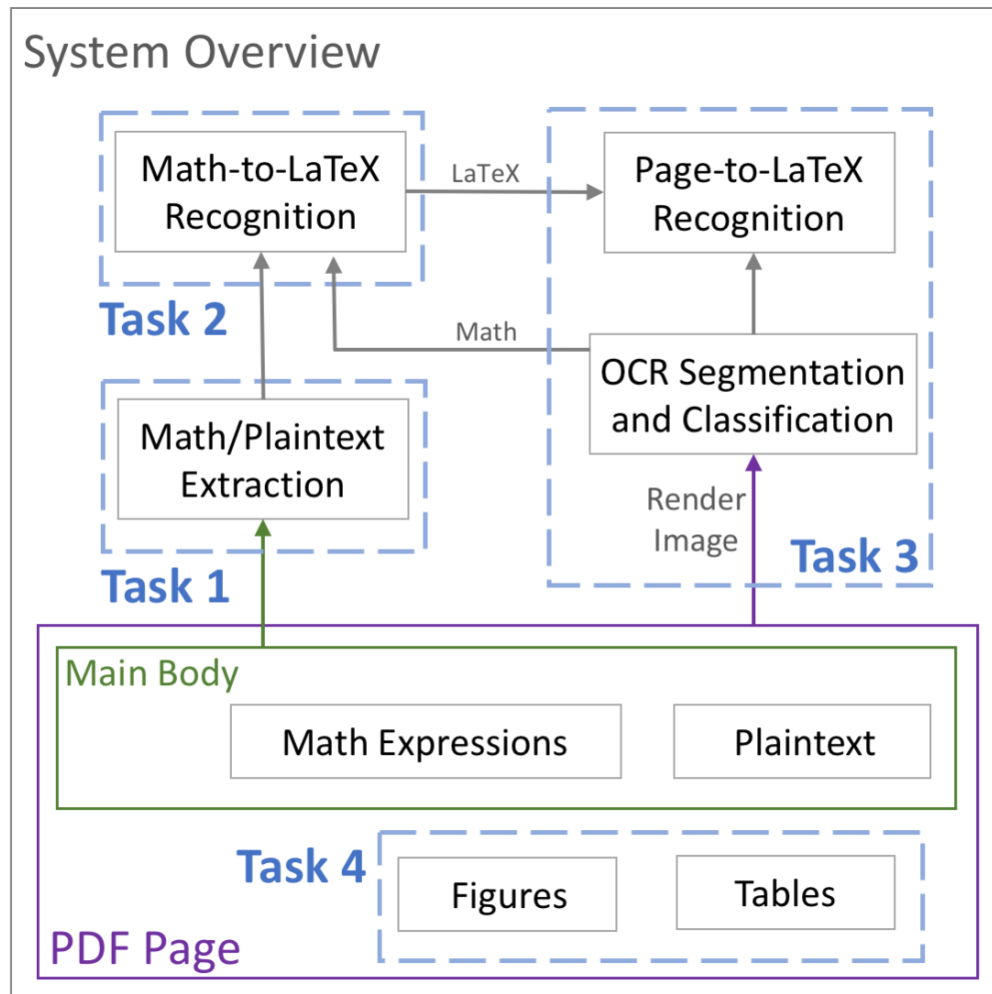 System Overview
Math-to-LaTeX
Recognition
LaTeX
Page-to-LaTeX
Recognition
Task 2
Math
OCR Segmentation
and Classification
Math/Plaintext
Extraction
Render
Image
Task 1
Task 3
Main Body
Math Expressions
Plaintext
Task 4
Figures
Tables
PDF Page